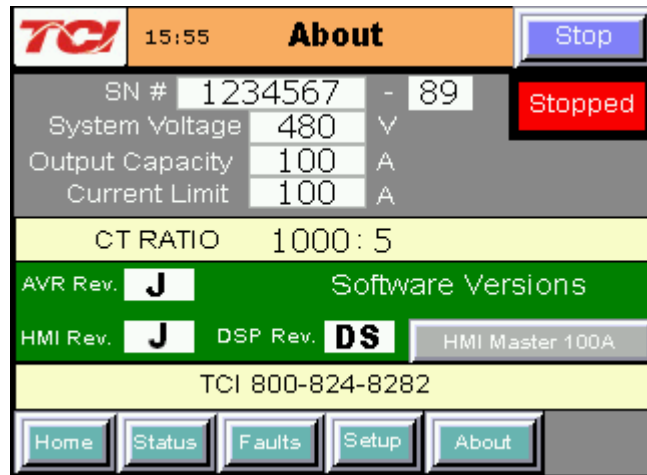 TCI 15:55 About Stop
SN # 1234567 - 89 Stopped
System Voltage 480 V
Output Capacity 100 A
Current Limit 100 A
CT RATIO 1000:5
AVR Rev. J Software Versions
HMI Rev. J DSP Rev. DS HMI Master 100A
TCI 800-824-8282
Home Status Faults Setup About